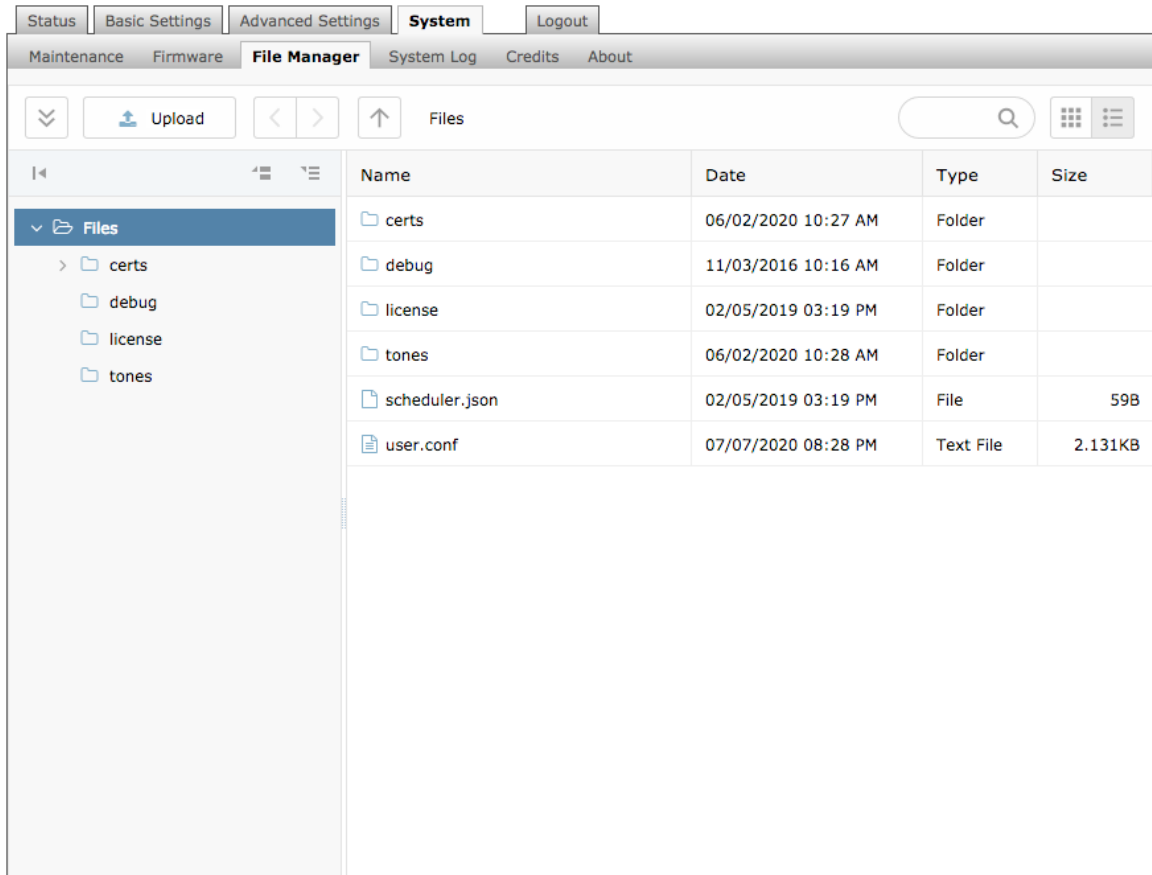 Status Basic Settings Advanced Settings System Logout
Maintenance Firmware File Manager System Log Credits About
Upload Files
Name Date Type Size
Files
certs
debug
license
tones
certs 06/02/2020 10:27 AM Folder
debug 11/03/2016 10:16 AM Folder
license 02/05/2019 03:19 PM Folder
tones 06/02/2020 10:28 AM Folder
scheduler.json 02/05/2019 03:19 PM File 59B
user.conf 07/07/2020 08:28 PM Text File 2.131KB